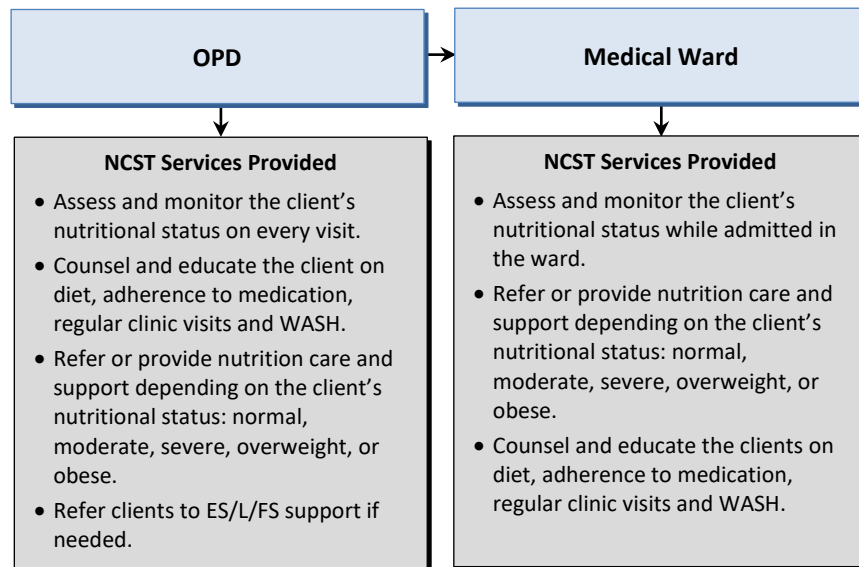 OPD
Medical Ward
NCST Services Provided
• Assess and monitor the client’s
nutritional status on every visit.
• Counsel and educate the client on
diet, adherence to medication,
regular clinic visits and WASH.
• Refer or provide nutrition care and
support depending on the client’s
nutritional status: normal,
moderate, severe, overweight, or
obese.
• Refer clients to ES/L/FS support if
needed.
NCST Services Provided
• Assess and monitor the client’s
nutritional status while admitted in
the ward.
• Refer or provide nutrition care and
support depending on the client’s
nutritional status: normal,
moderate, severe, overweight, or
obese.
• Counsel and educate the clients on
diet, adherence to medication,
regular clinic visits and WASH.